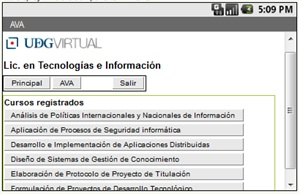 5:09 PM
AVA
UDGVIRTUAL
Lic. en Tecnologías e Información
Principal AVA Salir
Cursos registrados
Análisis de Políticas Internacionales y Nacionales de Información
Aplicación de Procesos de Seguridad informática
Desarrollo e Implementación de Aplicaciones Distribuidas
Diseño de Sistemas de Gestión de Conocimiento
Elaboración de Protocolo de Proyecto de Titulación
Formulación de Proyectos de Desarrollo Tecnológico